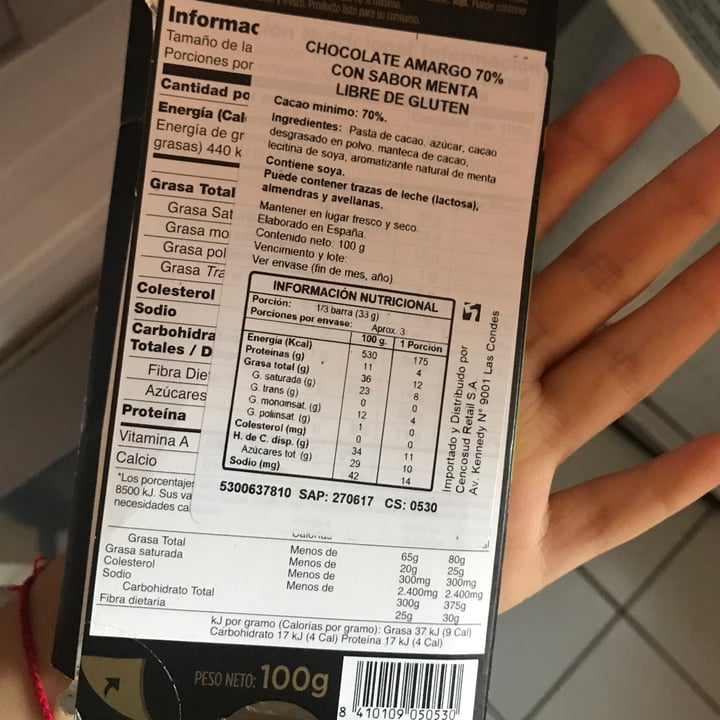 Producto listo para su consumo.
Puede contener
Informac
Tamaño de la
Porciones por
Cantidad po
Energía (Cal
Energía de gr
grasas) 440 k
Grasa Total
Grasa Sat
Grasa mo
Grasa pol
Grasa Tra
Colesterol
Sodio
Carbohidra
Totales / D
Fibra Die
Azúcares
Proteína
Vitamina A
Calcio
*Los porcentajes
8500 kJ. Sus va
necesidades ca
CHOCOLATE AMARGO 70%
CON SABOR MENTA
LIBRE DE GLUTEN
Cacao mínimo: 70%.
Ingredientes: Pasta de cacao, azúcar, cacao
desgrasado en polvo, manteca de cacao,
lecitina de soya, aromatizante natural de menta
Contiene soya.
Puede contener trazas de leche (lactosa),
almendras y avellanas.
Mantener en lugar fresco y seco.
Elaborado en España.
Contenido neto: 100 g
Vencimiento y lote:
Ver envase (fin de mes, año)
INFORMACIÓN NUTRICIONAL
Porción: 1/3 barra (33 g)
Porciones por envase: Aprox. 3
100 g. 1 Porción
Energía (Kcal) 530 175
Proteínas (g) 11 4
Grasa total (g) 36 12
G. saturada (g) 23 8
G. trans (g) 0 0
G. monoinsat. (g) 12 4
G. poliinsat. (g) 1 0
Colesterol (mg) 0 0
H. de C. disp. (g) 34 11
Azúcares tot. (g) 29 10
Sodio (mg) 42 14
5300637810 SAP: 270617 CS: 0530
Importado y Distribuido por
Cencosud Retail S.A.
Av. Kennedy N° 9001 Las Condes
Grasa Total Menos de 65g 80g
Grasa saturada Menos de 20g 25g
Colesterol Menos de 300mg 300mg
Sodio Menos de 2.400mg 2.400mg
Carbohidrato Total 300g 375g
Fibra dietaria 25g 30g
kJ por gramo (Calorías por gramo): Grasa 37 kJ (9 Cal)
Carbohidrato 17 kJ (4 Cal) Proteína 17 kJ (4 Cal)
PESO NETO: 100g
8 410109 050530